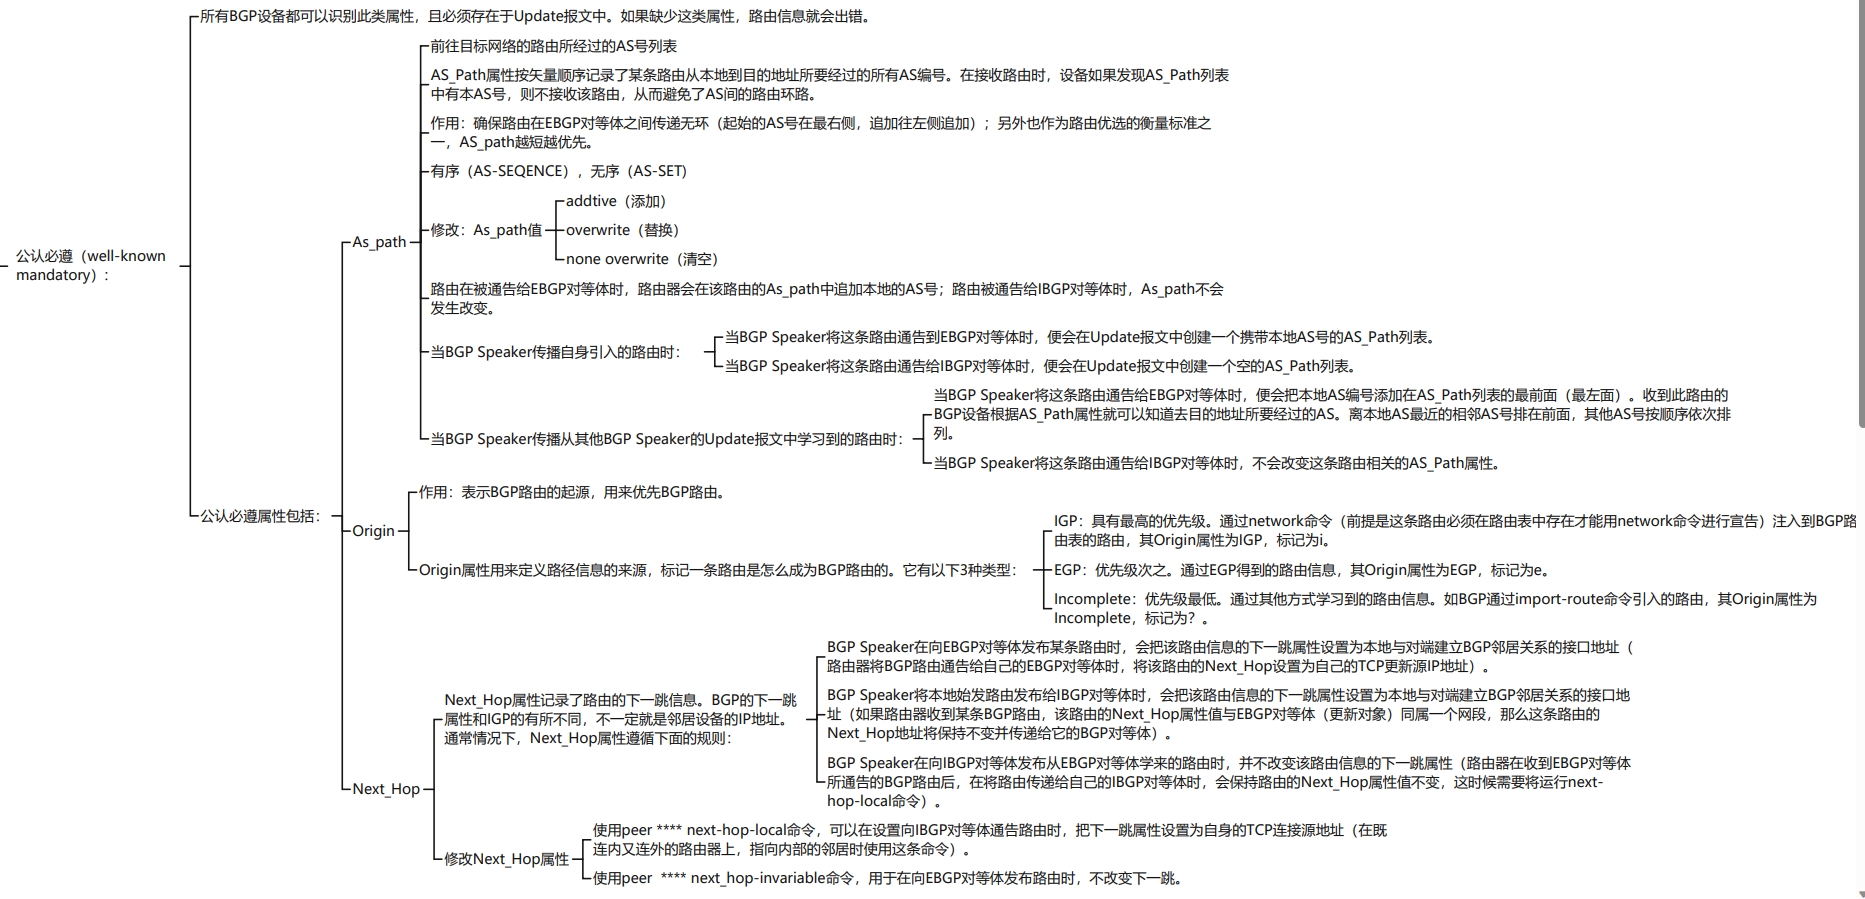 公认必遵（well-known
mandatory）:
所有BGP设备都可以识别此类属性，且必须存在于Update报文中。如果缺少这类属性，路由信息就会出错。
公认必遵属性包括：
As_path
前往目标网络的路由所经过的AS号列表
AS_Path属性按矢量顺序记录了某条路由从本地到目的地址所要经过的所有AS编号。在接收路由时，设备如果发现AS_Path列表
中有本AS号，则不接收该路由，从而避免了AS间的路由环路。
作用：确保路由在EBGP对等体之间传递无环（起始的AS号在最右侧，追加往左侧追加）；另外也作为路由优选的衡量标准之
一，AS_path越短越优先。
有序（AS-SEQENCE），无序（AS-SET)
修改：As_path值
addtive（添加）
overwrite（替换）
none overwrite（清空）
路由在被通告给EBGP对等体时，路由器会在该路由的As_path中追加本地的AS号；路由被通告给IBGP对等体时，As_path不会
发生改变。
当BGP Speaker传播自身引入的路由时：
当BGP Speaker将这条路由通告到EBGP对等体时，便会在Update报文中创建一个携带本地AS号的AS_Path列表。
当BGP Speaker将这条路由通告给IBGP对等体时，便会在Update报文中创建一个空的AS_Path列表。
当BGP Speaker传播从其他BGP Speaker的Update报文中学习到的路由时：
当BGP Speaker将这条路由通告给EBGP对等体时，便会把本地AS编号添加在AS_Path列表的最前面（最左面）。收到此路由的
BGP设备根据AS_Path属性就可以知道去目的地址所要经过的AS。离本地AS最近的相邻AS号排在前面，其他AS号按顺序依次排
列。
当BGP Speaker将这条路由通告给IBGP对等体时，不会改变这条路由相关的AS_Path属性。
Origin
作用：表示BGP路由的起源，用来优先BGP路由。
Origin属性用来定义路径信息的来源，标记一条路由是怎么成为BGP路由的。它有以下3种类型：
IGP：具有最高的优先级。通过network命令（前提是这条路由必须在路由表中存在才能用network命令进行宣告）注入到BGP路
由表的路由，其Origin属性为IGP，标记为i。
EGP：优先级次之。通过EGP得到的路由信息，其Origin属性为EGP，标记为e。
Incomplete：优先级最低。通过其他方式学习到的路由信息。如BGP通过import-route命令引入的路由，其Origin属性为
Incomplete，标记为？。
Next_Hop
Next_Hop属性记录了路由的下一跳信息。BGP的下一跳
属性和IGP的有所不同，不一定就是邻居设备的IP地址。
通常情况下，Next_Hop属性遵循下面的规则：
BGP Speaker在向EBGP对等体发布某条路由时，会把该路由信息的下一跳属性设置为本地与对端建立BGP邻居关系的接口地址（
路由器将BGP路由通告给自己的EBGP对等体时，将该路由的Next_Hop设置为自己的TCP更新源IP地址）。
BGP Speaker将本地始发路由发布给IBGP对等体时，会把该路由信息的下一跳属性设置为本地与对端建立BGP邻居关系的接口地
址（如果路由器收到某条BGP路由，该路由的Next_Hop属性值与EBGP对等体（更新对象）同属一个网段，那么这条路由的
Next_Hop地址将保持不变并传递给它的BGP对等体）。
BGP Speaker在向IBGP对等体发布从EBGP对等体学来的路由时，并不改变该路由信息的下一跳属性（路由器在收到EBGP对等体
所通告的BGP路由后，在将路由传递给自己的IBGP对等体时，会保持路由的Next_Hop属性值不变，这时候需要将运行next-
hop-local命令）。
修改Next_Hop属性
使用peer **** next-hop-local命令，可以在设置向IBGP对等体通告路由时，把下一跳属性设置为自身的TCP连接源地址（在既
连内又连外的路由器上，指向内部的邻居时使用这条命令）。
使用peer  **** next_hop-invariable命令，用于在向EBGP对等体发布路由时，不改变下一跳。